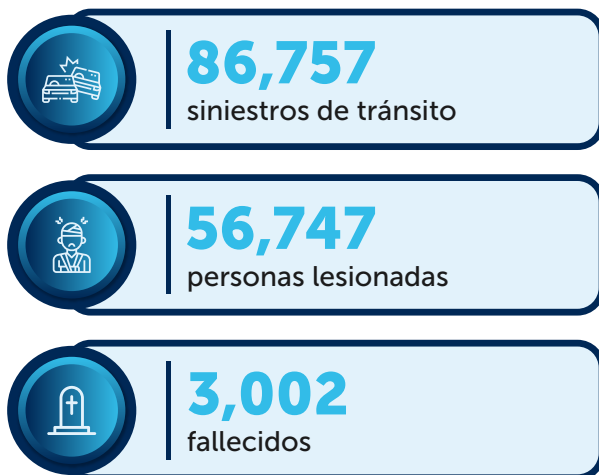 86,757
siniestros de tránsito
56,747
personas lesionadas
3,002
fallecidos